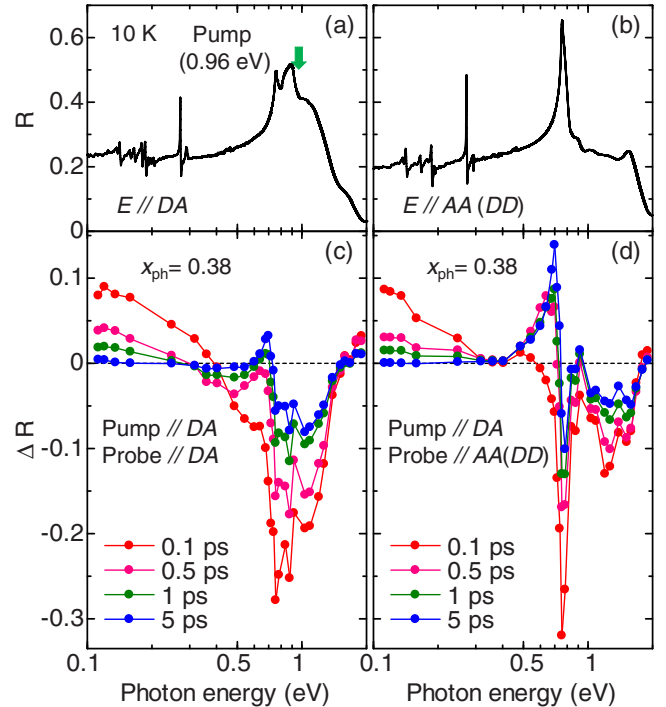 10 K
Pump
(0.96 eV)
(a)
(b)
0.6
0.4
0.2
0
R
E // DA
E // AA (DD)
(c)
(d)
x_ph = 0.38
x_ph = 0.38
0.1
0
-0.1
-0.2
-0.3
Δ R
Pump // DA
Probe // DA
Pump // DA
Probe // AA(DD)
0.1 ps
0.5 ps
1 ps
5 ps
0.1 ps
0.5 ps
1 ps
5 ps
0.1
0.5
1
0.1
0.5
1
Photon energy (eV)
Photon energy (eV)